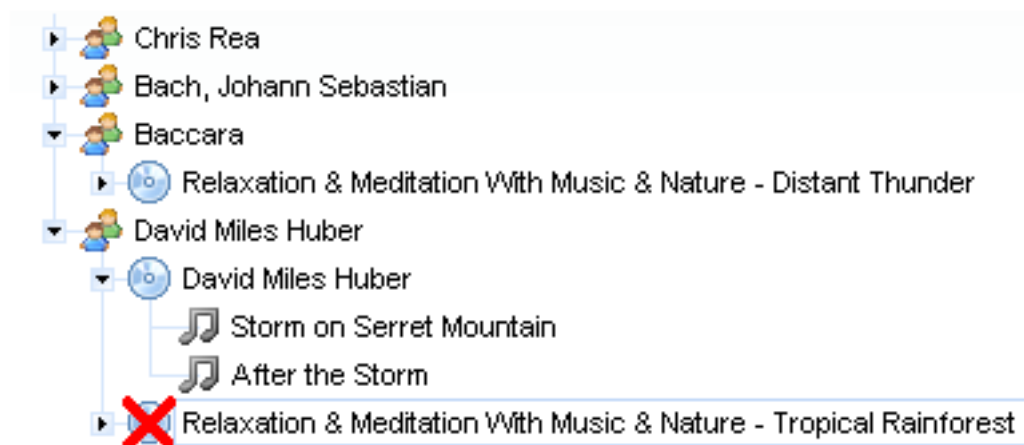 Chris Rea
Bach, Johann Sebastian
Baccara
Relaxation & Meditation With Music & Nature - Distant Thunder
David Miles Huber
David Miles Huber
Storm on Serret Mountain
After the Storm
Relaxation & Meditation With Music & Nature - Tropical Rainforest